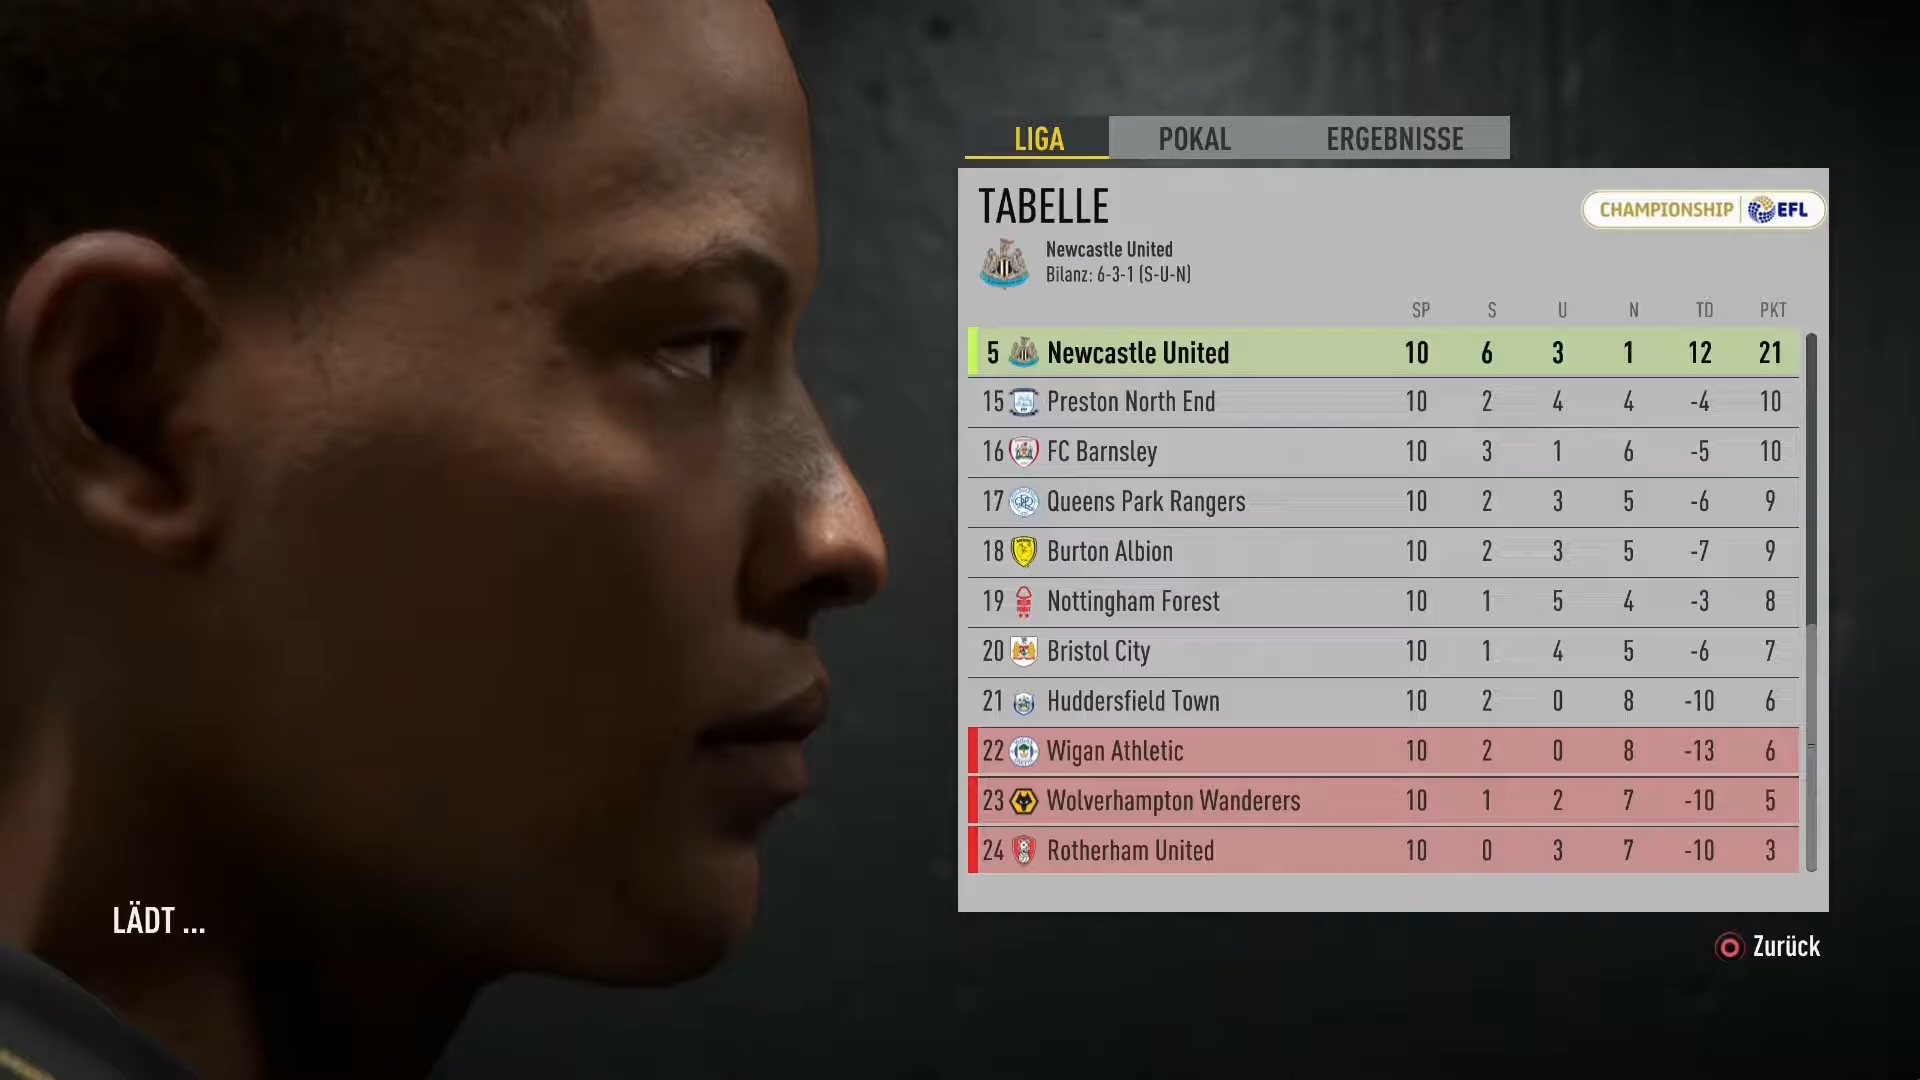 LIGA POKAL ERGEBNISSE
TABELLE
CHAMPIONSHIP EFL
Newcastle United
Bilanz: 6-3-1 (S-U-N)
SP S U N TD PKT
5 Newcastle United 10 6 3 1 12 21
15 Preston North End 10 2 4 4 -4 10
16 FC Barnsley 10 3 1 6 -5 10
17 Queens Park Rangers 10 2 3 5 -6 9
18 Burton Albion 10 2 3 5 -7 9
19 Nottingham Forest 10 1 5 4 -3 8
20 Bristol City 10 1 4 5 -6 7
21 Huddersfield Town 10 2 0 8 -10 6
22 Wigan Athletic 10 2 0 8 -13 6
23 Wolverhampton Wanderers 10 1 2 7 -10 5
24 Rotherham United 10 0 3 7 -10 3
LÄDT ...
Zurück